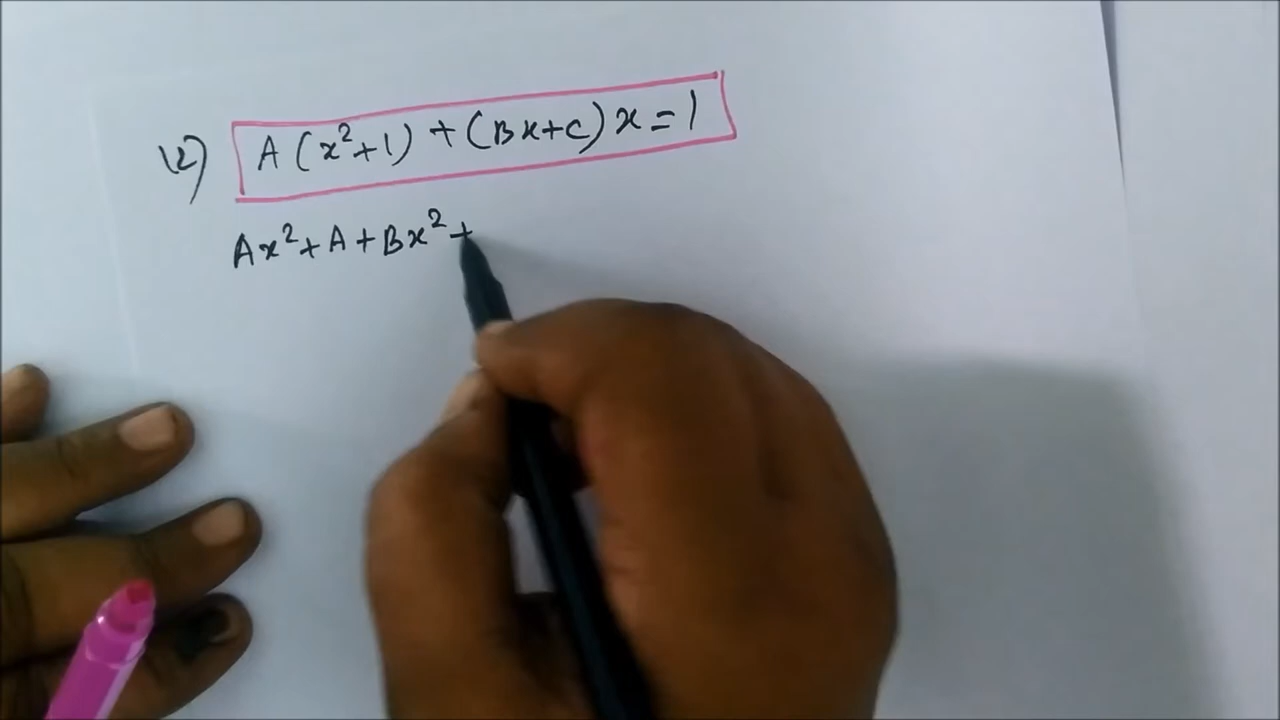 12) A(x²+1) + (Bx+C)x=1
Ax²+A+Bx²+